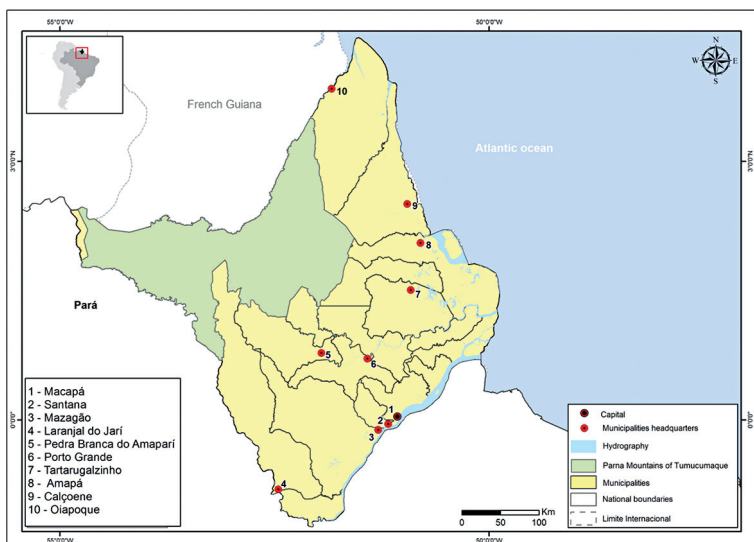 55°0'0"W
50°0'0"W
N
W
E
S
French Guiana
10
3°0'0"N
3°0'0"N
Atlantic ocean
9
8
7
Pará
5
6
1
2
3
4
0°0'0"
0°0'0"
1 - Macapá
2 - Santana
3 - Mazagão
4 - Laranjal do Jarí
5 - Pedra Branca do Amaparí
6 - Porto Grande
7 - Tartarugalzinho
8 - Amapá
9 - Calçoene
10 - Oiapoque
Capital
Municipalities headquarters
Hydrography
Parna Mountains of Tumucumaque
Municipalities
National boundaries
Limite Internacional
Km
0 50 100
55°0'0"W
50°0'0"W